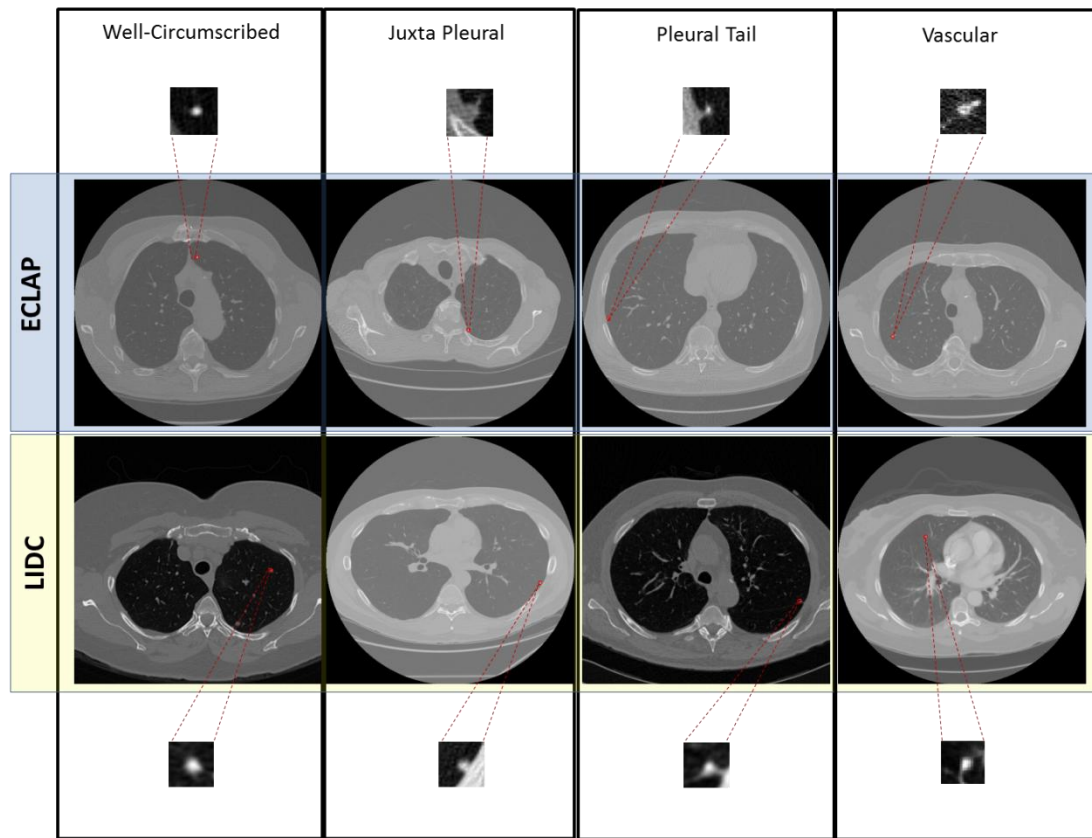 Well-Circumscribed
Juxta Pleural
Pleural Tail
Vascular
ECLAP
LIDC